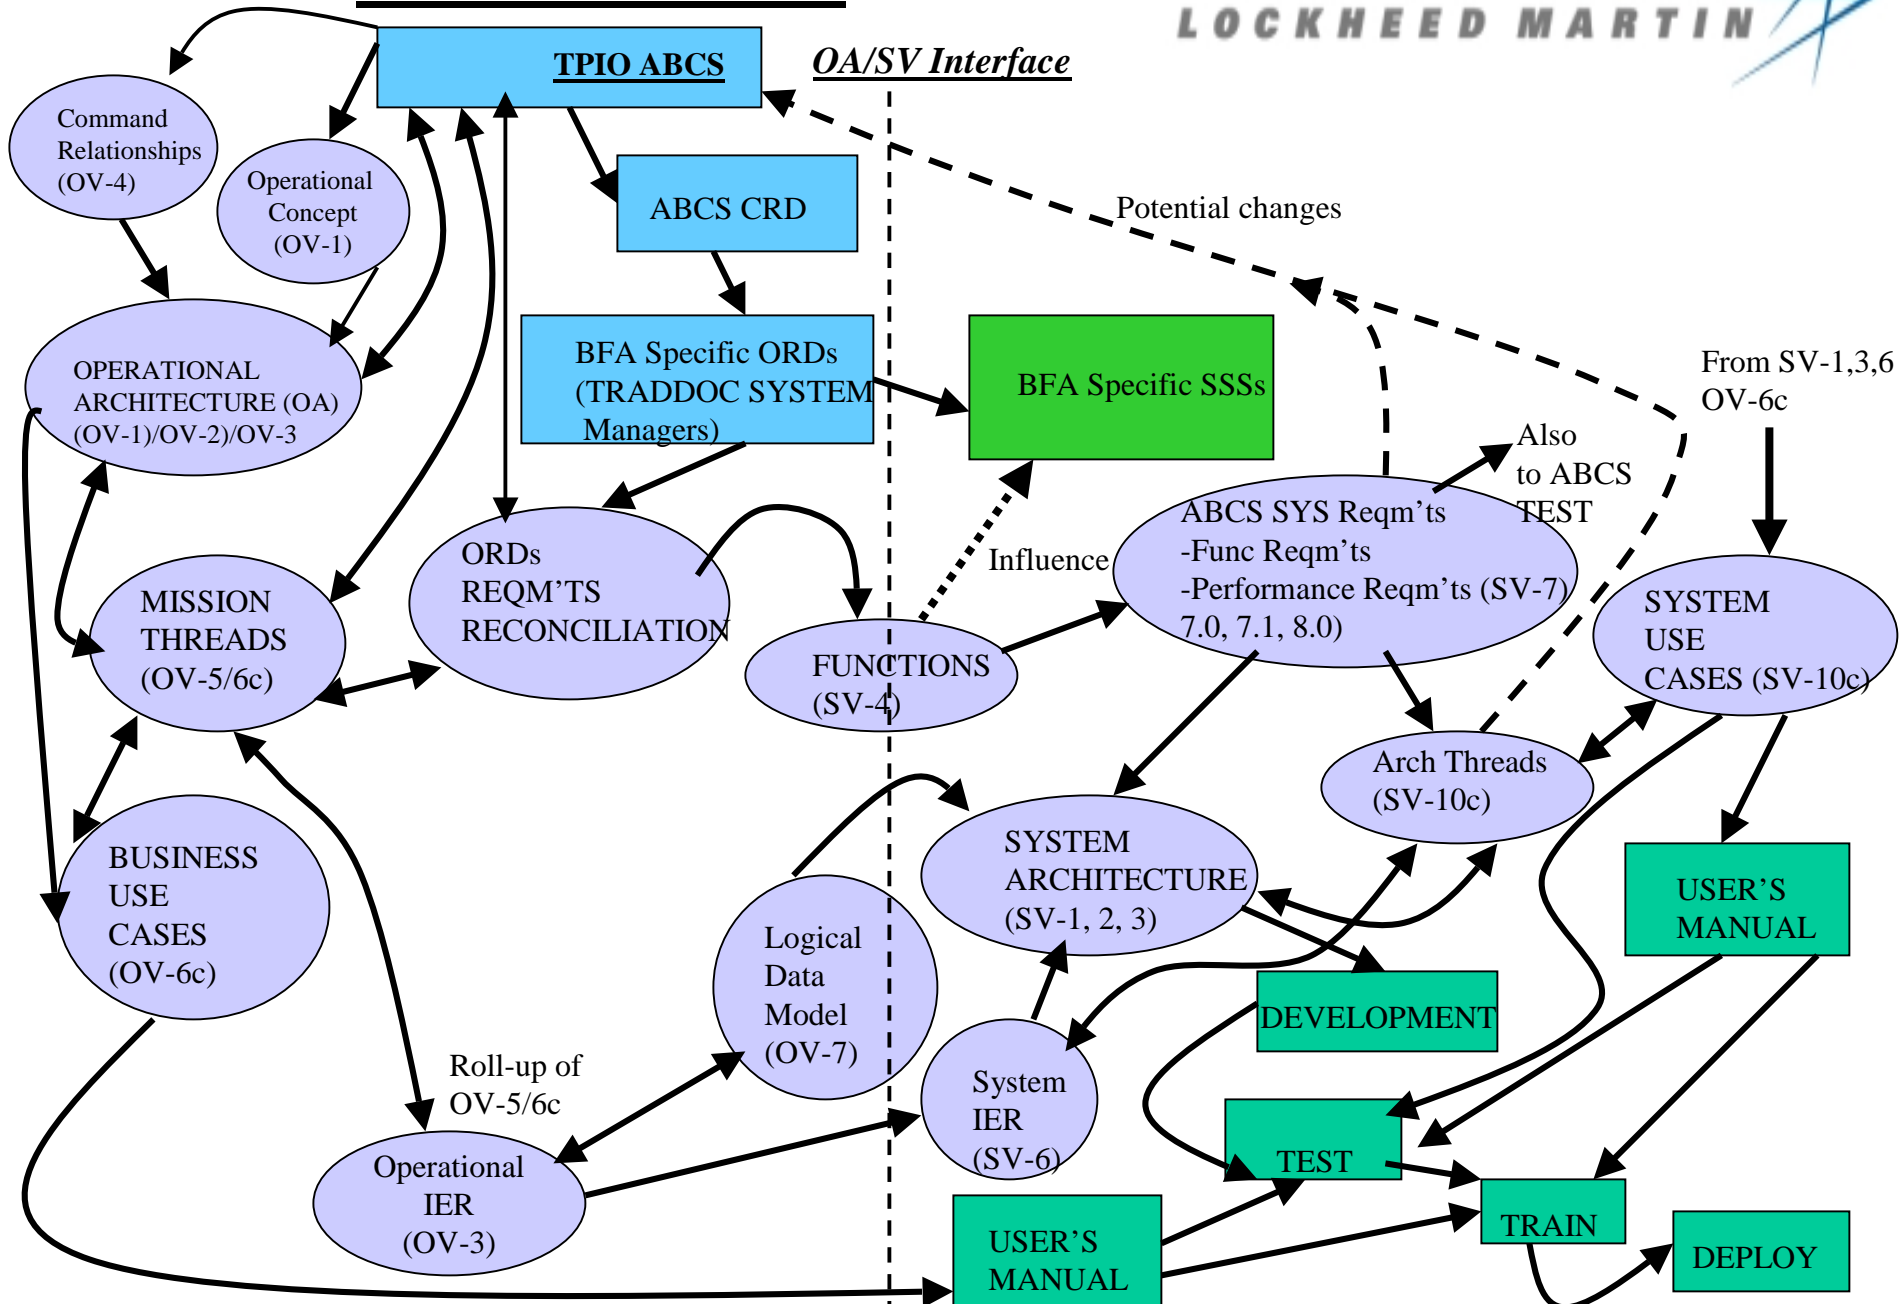 LOCKHEED MARTIN
TPIO ABCS
OA/SV Interface
Command
Relationships
(OV-4)
Operational
Concept
(OV-1)
ABCS CRD
Potential changes
OPERATIONAL
ARCHITECTURE (OA)
(OV-1)/OV-2)/OV-3
BFA Specific ORDs
(TRADDOC SYSTEM
Managers)
BFA Specific SSSs
From SV-1,3,6
OV-6c
Also
to ABCS
TEST
ORDs
REQM'TS
RECONCILIATION
Influence
ABCS SYS Reqm'ts
-Func Reqm'ts
-Performance Reqm'ts (SV-7)
7.0, 7.1, 8.0)
MISSION
THREADS
(OV-5/6c)
FUNCTIONS
(SV-4)
SYSTEM
USE
CASES (SV-10c)
Arch Threads
(SV-10c)
BUSINESS
USE
CASES
(OV-6c)
SYSTEM
ARCHITECTURE
(SV-1, 2, 3)
USER'S
MANUAL
Logical
Data
Model
(OV-7)
DEVELOPMENT
Roll-up of
OV-5/6c
System
IER
(SV-6)
Operational
IER
(OV-3)
TEST
TRAIN
USER'S
MANUAL
DEPLOY